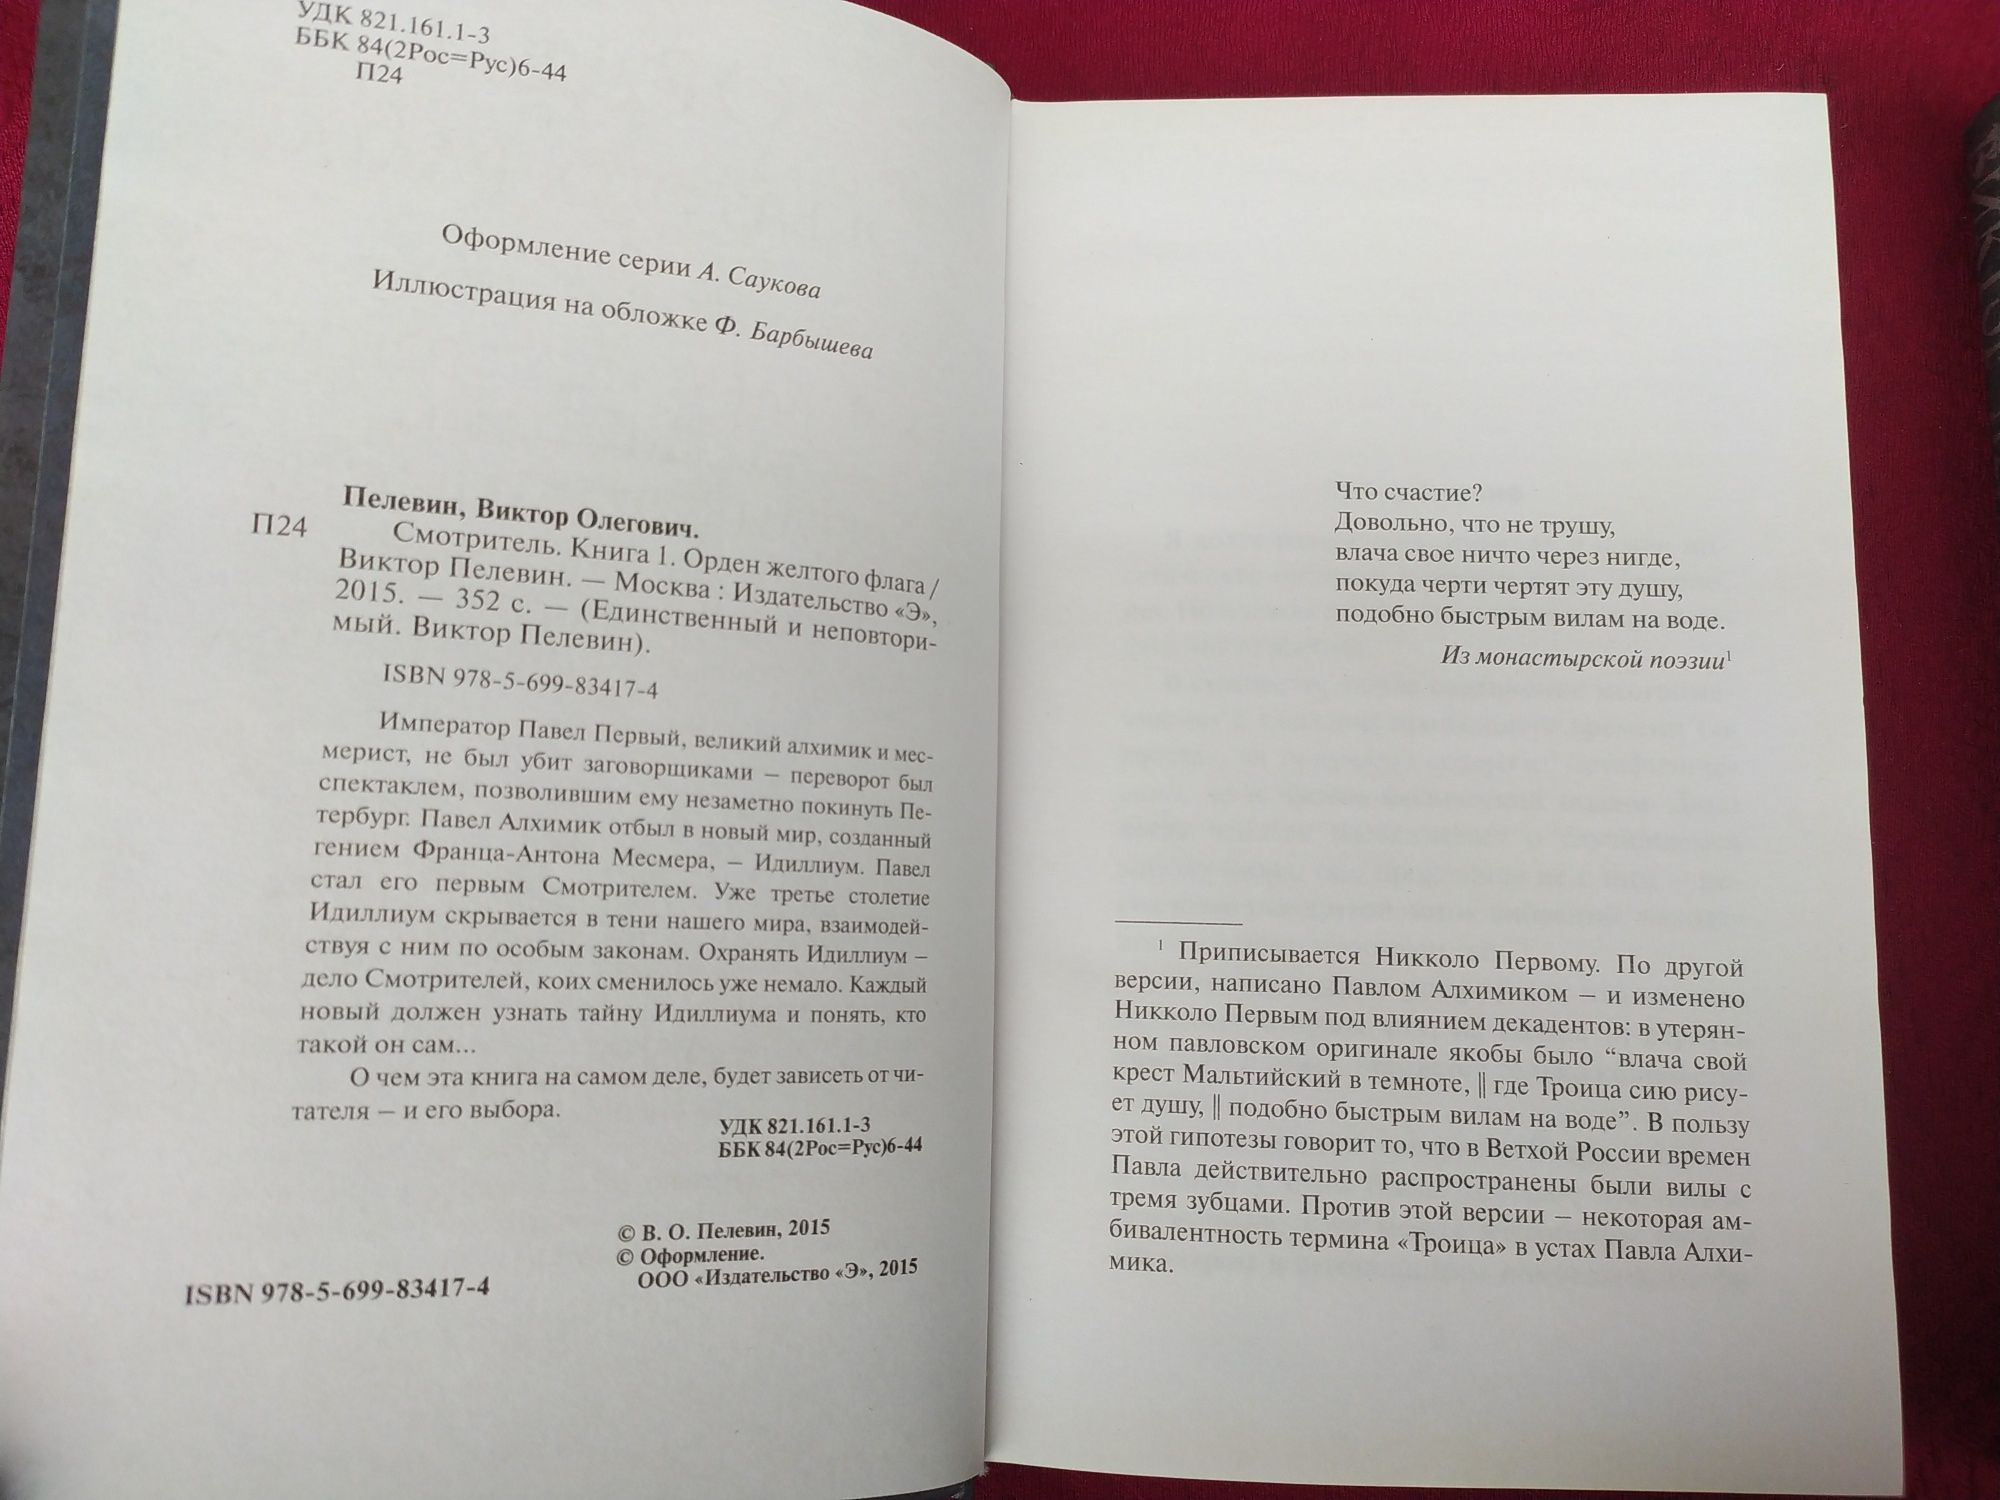 УДК 821.161.1-3
ББК 84(2Рос=Рус)6-44
П24
Оформление серии А. Саукова
Иллюстрация на обложке Ф. Барбышева
Пелевин, Виктор Олегович.
П24
Смотритель. Книга 1. Орден желтого флага /
Виктор Пелевин. — Москва : Издательство «Э»,
2015. — 352 с. — (Единственный и неповтори-
мый. Виктор Пелевин).
ISBN 978-5-699-83417-4
Император Павел Первый, великий алхимик и мес-
мерист, не был убит заговорщиками – переворот был
спектаклем, позволившим ему незаметно покинуть Пе-
тербург. Павел Алхимик отбыл в новый мир, созданный
гением Франца-Антона Месмера, – Идиллиум. Павел
стал его первым Смотрителем. Уже третье столетие
Идиллиум скрывается в тени нашего мира, взаимодей-
ствуя с ним по особым законам. Охранять Идиллиум –
дело Смотрителей, коих сменилось уже немало. Каждый
новый должен узнать тайну Идиллиума и понять, кто
такой он сам...
О чем эта книга на самом деле, будет зависеть от чи-
тателя – и его выбора.
УДК 821.161.1-3
ББК 84(2Рос=Рус)6-44
© В. О. Пелевин, 2015
© Оформление.
ООО «Издательство «Э», 2015
ISBN 978-5-699-83417-4
Что счастие?
Довольно, что не трушу,
влача свое ничто через нигде,
покуда черти чертят эту душу,
подобно быстрым вилам на воде.
Из монастырской поэзии¹
¹ Приписывается Никколо Первому. По другой
версии, написано Павлом Алхимиком – и изменено
Никколо Первым под влиянием декадентов: в утерян-
ном павловском оригинале якобы было “влача свой
крест Мальтийский в темноте, || где Троица сию рису-
ет душу, || подобно быстрым вилам на воде”. В пользу
этой гипотезы говорит то, что в Ветхой России времен
Павла действительно распространены были вилы с
тремя зубцами. Против этой версии – некоторая ам-
бивалентность термина «Троица» в устах Павла Алхи-
мика.